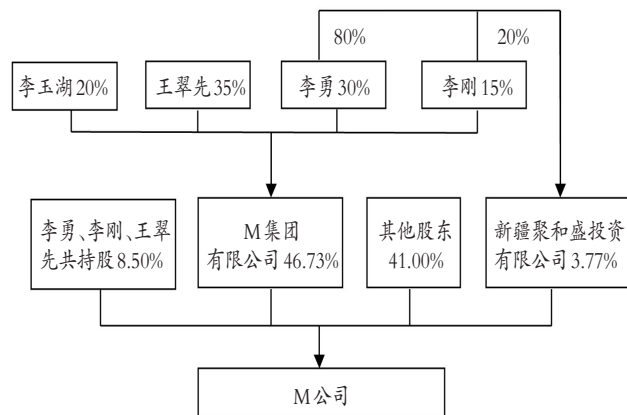 80%
20%
李玉湖20%
王翠先35%
李勇30%
李刚15%
李勇、李刚、王翠
先共持股8.50%
M集团
有限公司46.73%
其他股东
41.00%
新疆聚和盛投资
有限公司3.77%
M公司